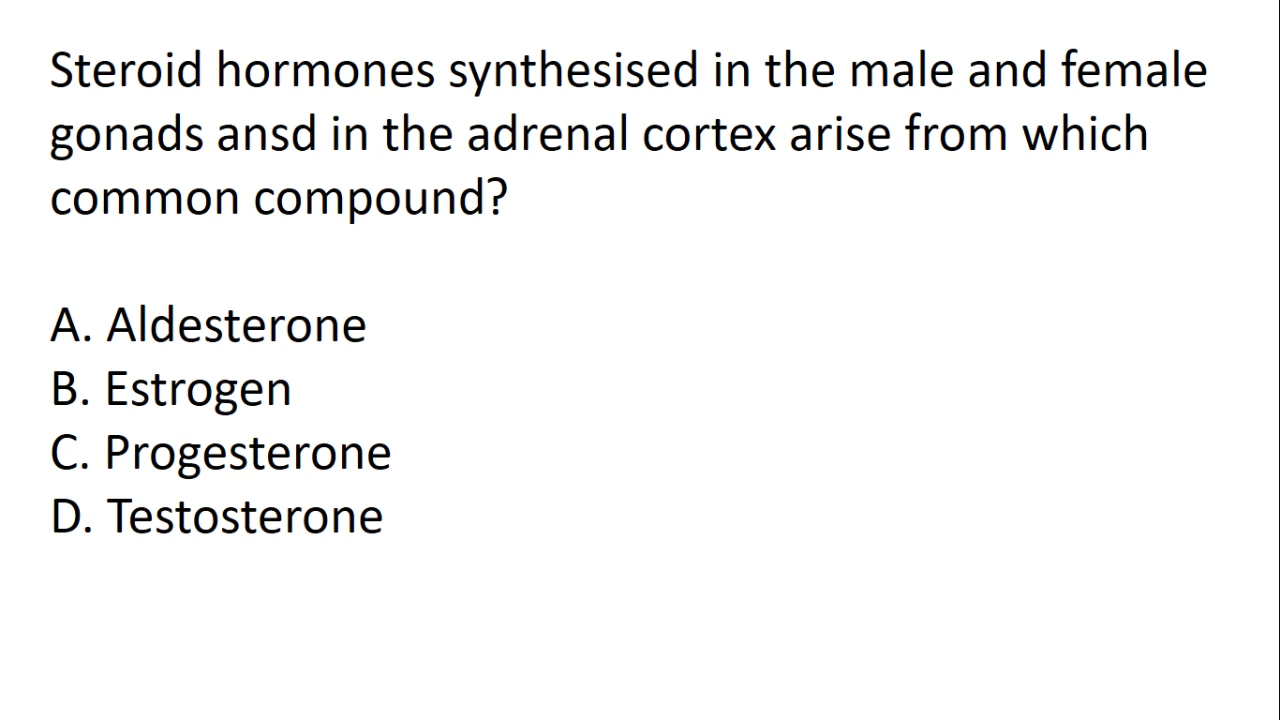 Steroid hormones synthesised in the male and female
gonads ansd in the adrenal cortex arise from which
common compound?
A. Aldesterone
B. Estrogen
C. Progesterone
D. Testosterone